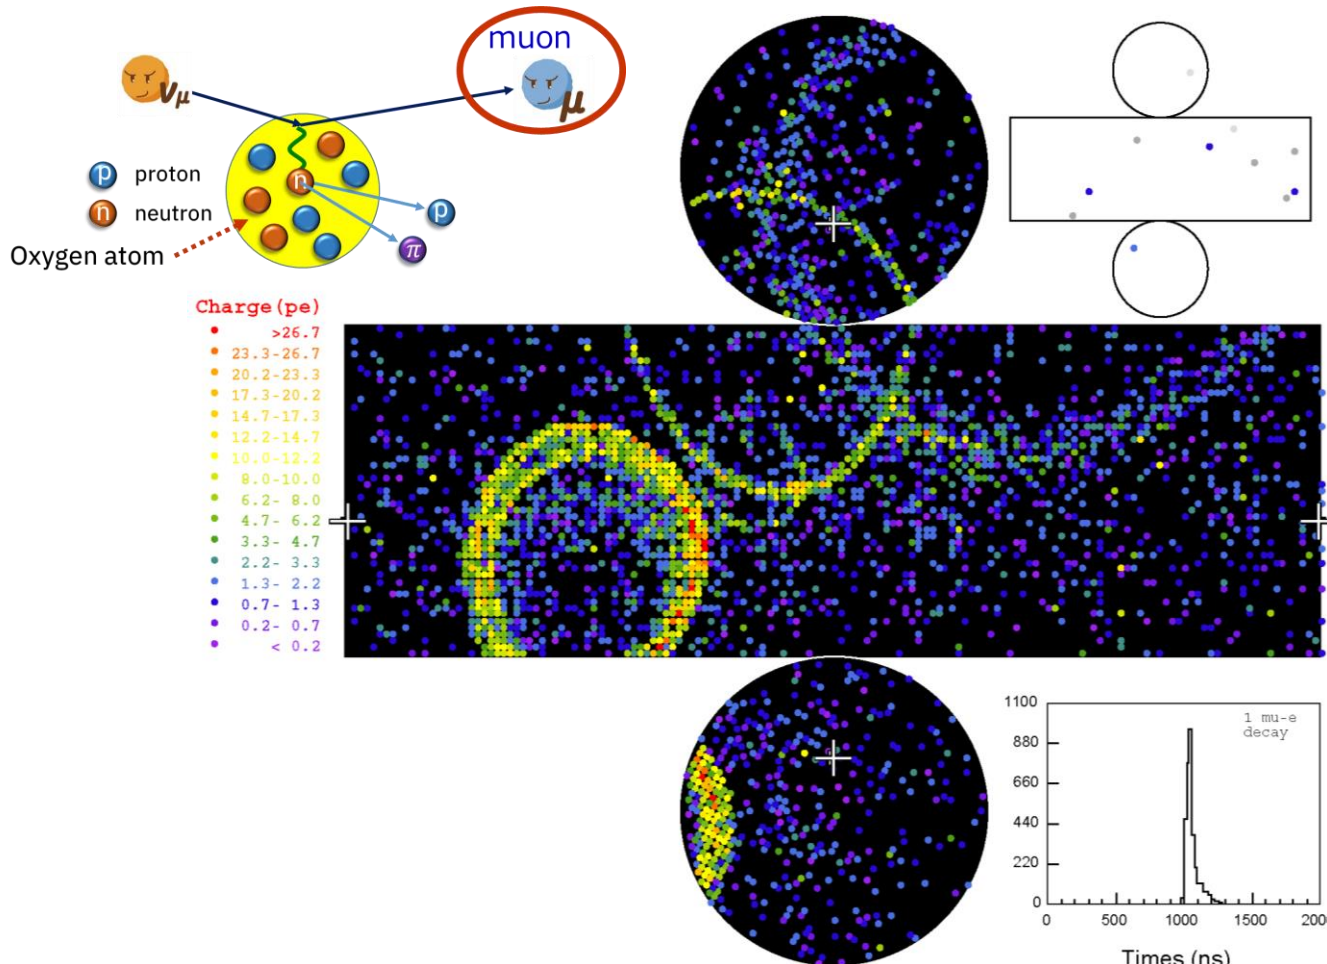 muon
νμ
μ
p proton
n neutron
n
p
π
Oxygen atom
Charge(pe)
>26.7
23.3-26.7
20.2-23.3
17.3-20.2
14.7-17.3
12.2-14.7
10.0-12.2
8.0-10.0
6.2- 8.0
4.7- 6.2
3.3- 4.7
2.2- 3.3
1.3- 2.2
0.7- 1.3
0.2- 0.7
< 0.2
1100
880
660
440
220
0
1 mu-e
decay
0 500 1000 1500 200
Times (ns)